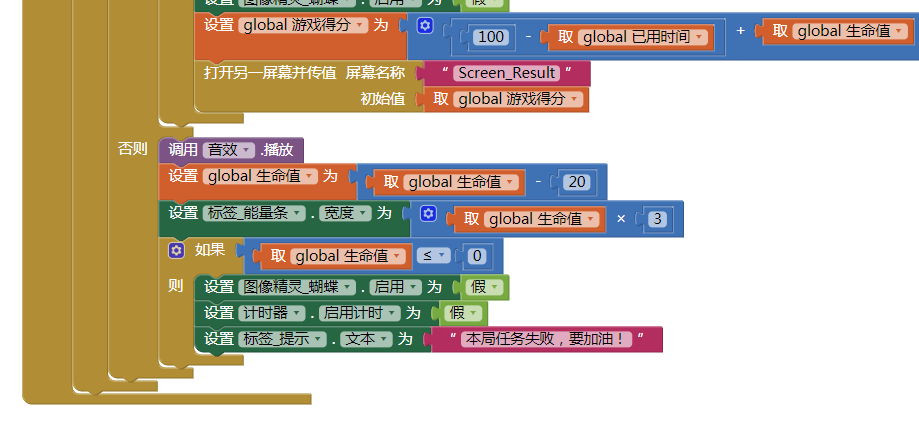 设置 图像精灵_蝴蝶 . 启用 为 假
设置 global 游戏得分 为 100 - 取 global 已用时间 + 取 global 生命值
打开另一屏幕并传值 屏幕名称 “ Screen_Result ”
初始值 取 global 游戏得分
否则 调用 音效 .播放
设置 global 生命值 为 取 global 生命值 - 20
设置 标签_能量条 . 宽度 为 取 global 生命值 × 3
如果 取 global 生命值 ≤ 0
则 设置 图像精灵_蝴蝶 . 启用 为 假
设置 计时器 . 启用计时 为 假
设置 标签_提示 . 文本 为 “ 本局任务失败，要加油！ ”